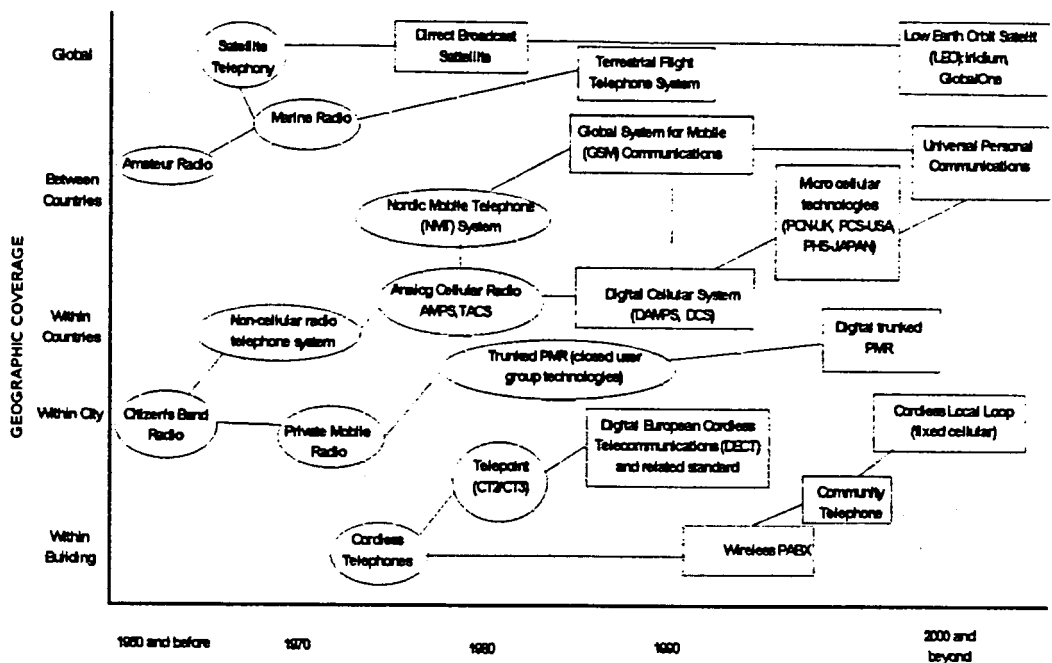 Global
Satellite
Telephony
Direct Broadcast
Satellite
Low Earth Orbit Satellit
(LEO): Iridium,
GlobalOne
Terrestrial Flight
Telephone System
Marine Radio
Amateur Radio
Global System for Mobile
(GSM) Communications
Universal Personal
Communications
Between
Countries
Nordic Mobile Telephone
(NMT) System
Micro cellular
technologies
(PCN-UK, PCS-USA,
PHS-JAPAN)
GEOGRAPHIC COVERAGE
Within
Countries
Non-cellular radio
telephone system
Analog Cellular Radio
AMPS, TACS
Digital Cellular System
(DAMPS, DCS)
Digital trunked
PMR
Trunked PMR (closed user
group technologies)
Within City
Citizen's Band
Radio
Private Mobile
Radio
Digital European Cordless
Telecommunications (DECT)
and related standard
Cordless Local Loop
(fixed cellular)
Telepoint
(CT2/CT3)
Community
Telephone
Within
Building
Cordless
Telephones
Wireless PABX
1960 and before
1970
1980
1990
2000 and
beyond